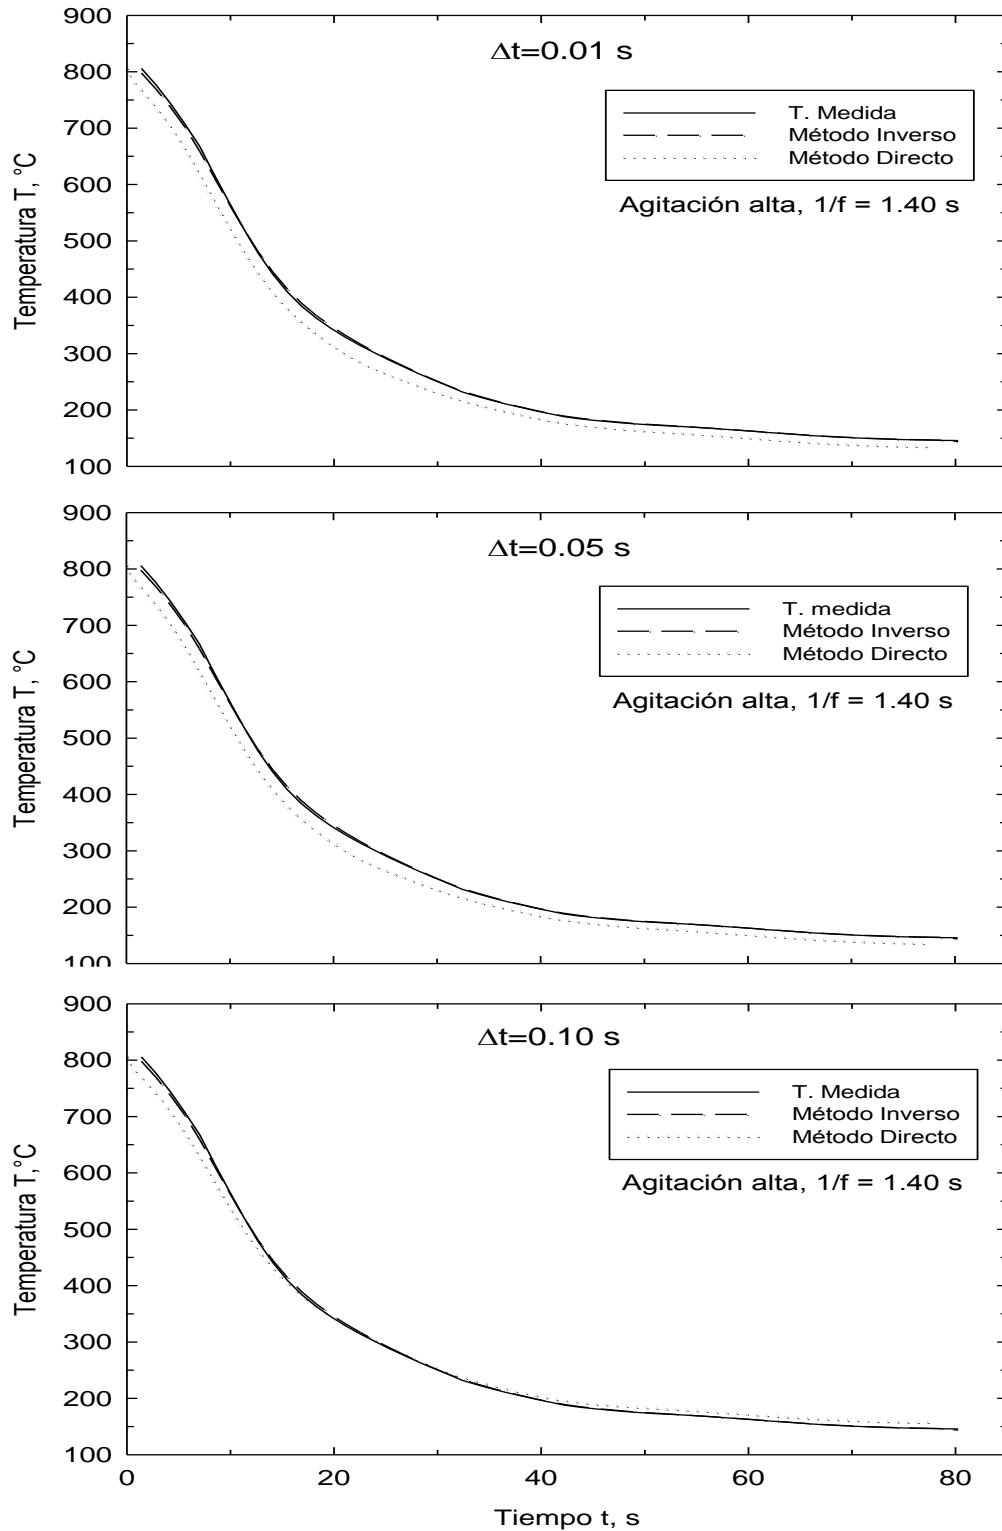 900
800
700
600
500
400
300
200
100
Temperatura T, °C
Δt=0.01 s
T. Medida
Método Inverso
Método Directo
Agitación alta, 1/f = 1.40 s
900
800
700
600
500
400
300
200
100
Temperatura T, °C
Δt=0.05 s
T. medida
Método Inverso
Método Directo
Agitación alta, 1/f = 1.40 s
900
800
700
600
500
400
300
200
100
Temperatura T,°C
Δt=0.10 s
T. Medida
Método Inverso
Método Directo
Agitación alta, 1/f = 1.40 s
0 20 40 60 80
Tiempo t, s